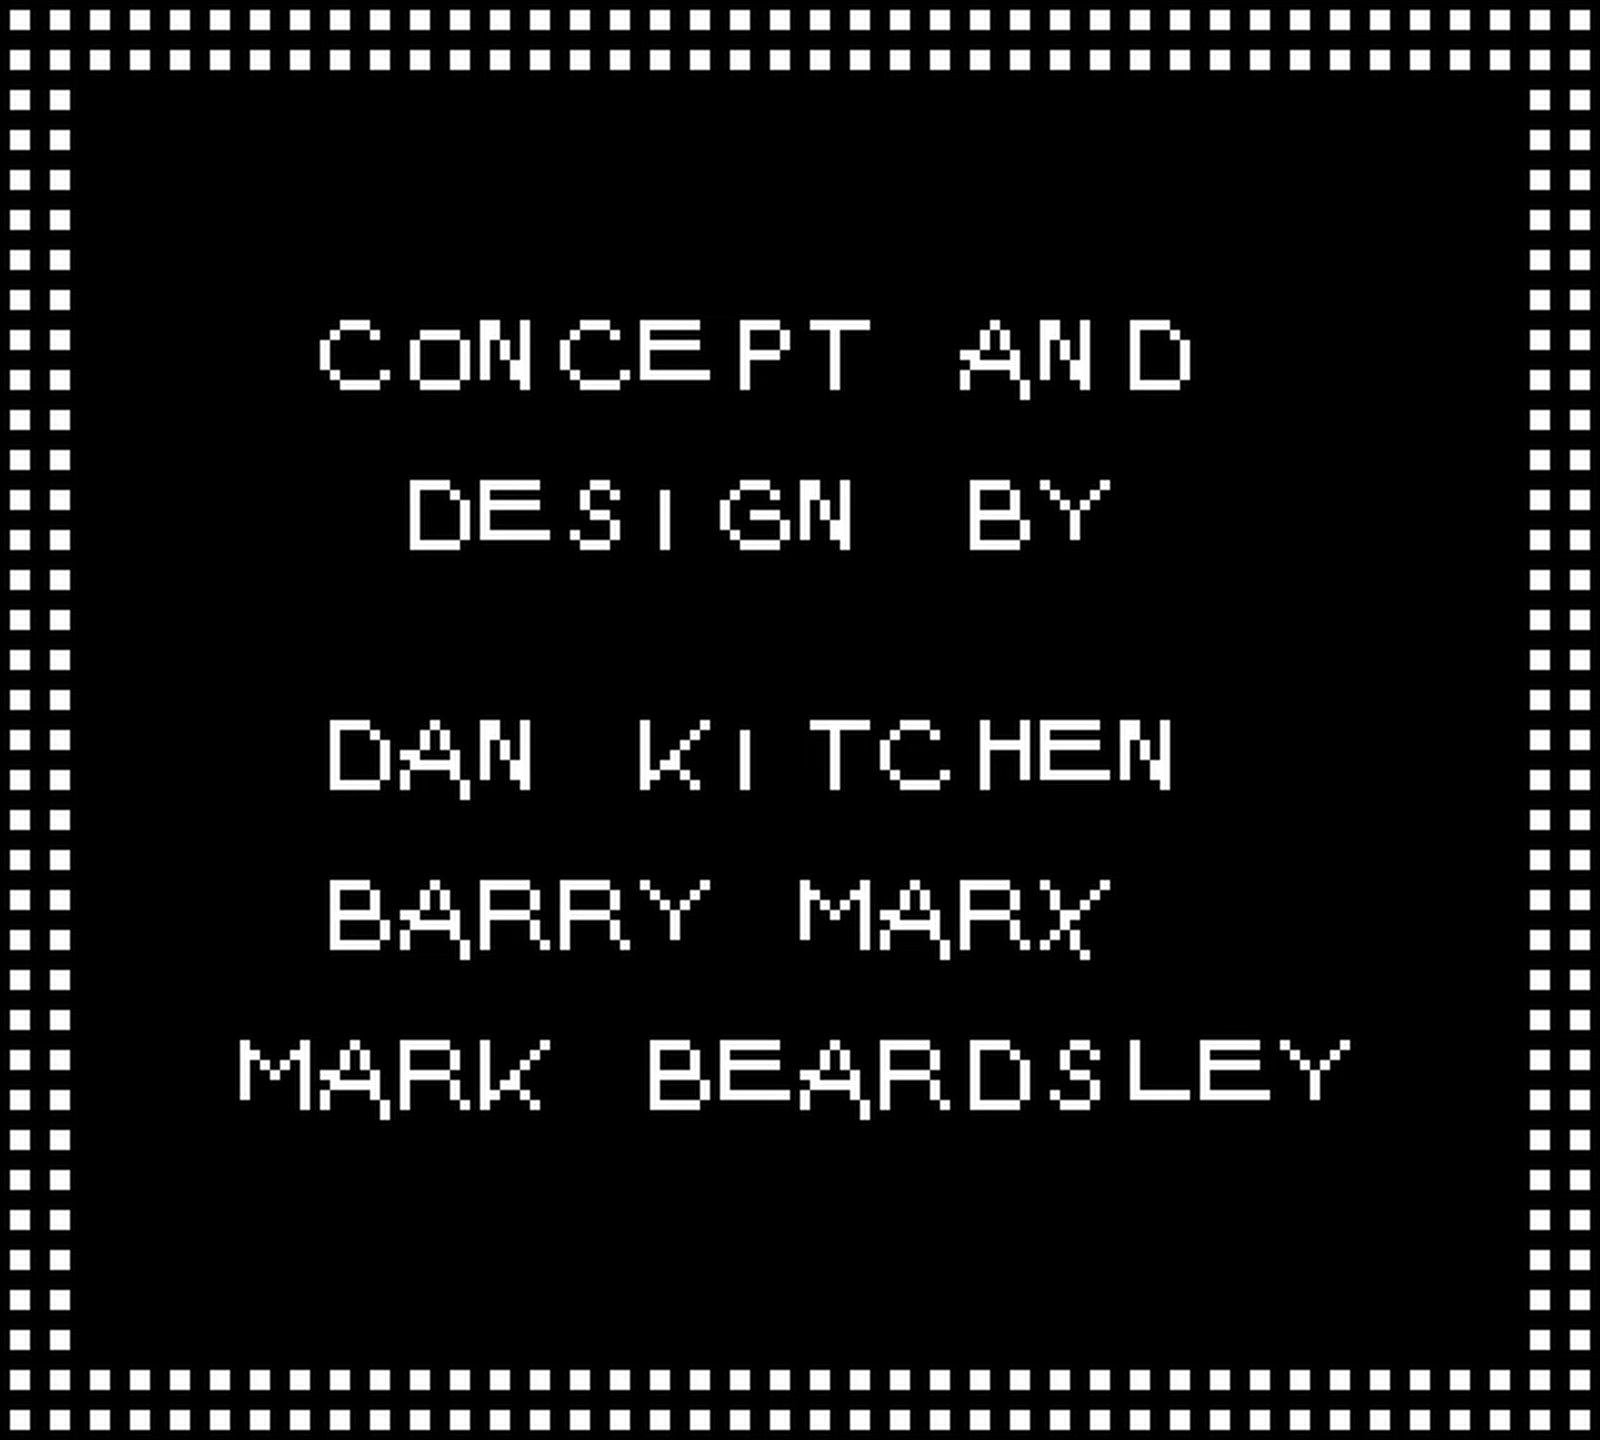 CONCEPT AND
DESIGN BY
DAN KITCHEN
BARRY MARX
MARK BEARDSLEY